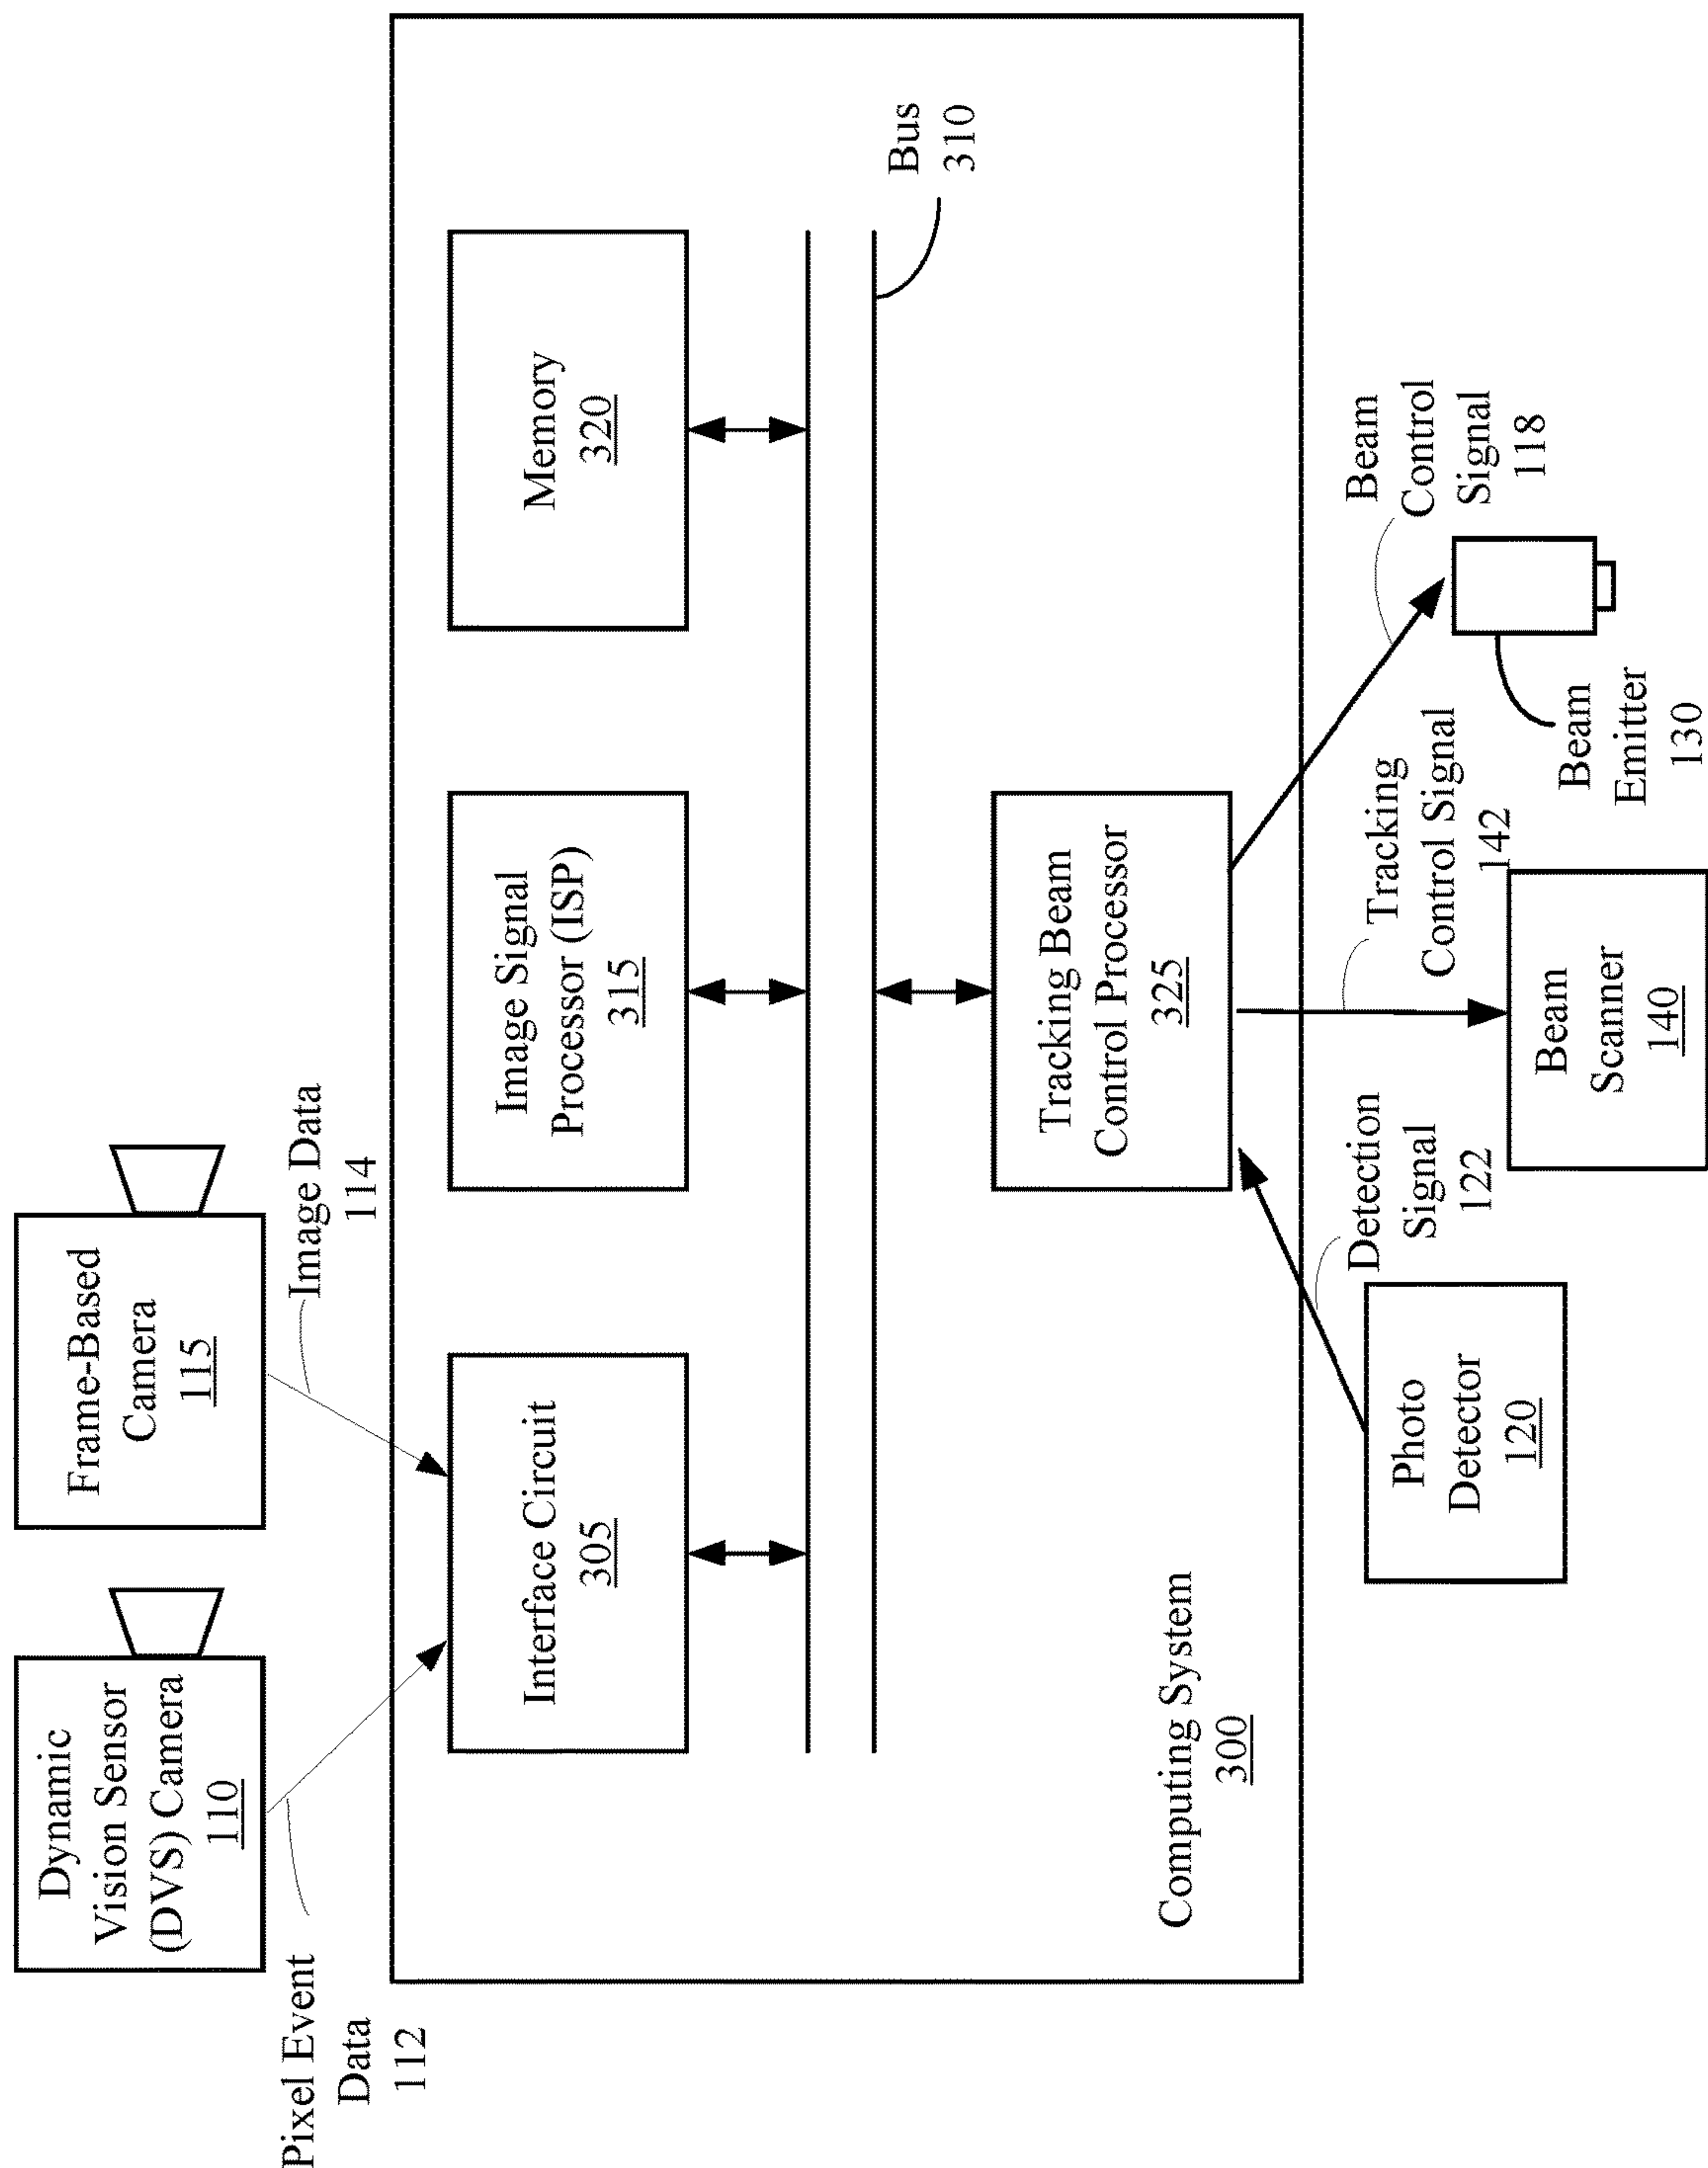 Dynamic
Vision Sensor
(DVS) Camera
110
Frame-Based
Camera
115
Pixel Event
Data
112
Image Data
114
Interface Circuit
305
Image Signal
Processor (ISP)
315
Memory
320
Bus
310
Tracking Beam
Control Processor
325
Computing System
300
Detection
Signal
122
Tracking
Control Signal
142
Beam
Control
Signal
118
Photo
Detector
120
Beam
Scanner
140
Beam
Emitter
130